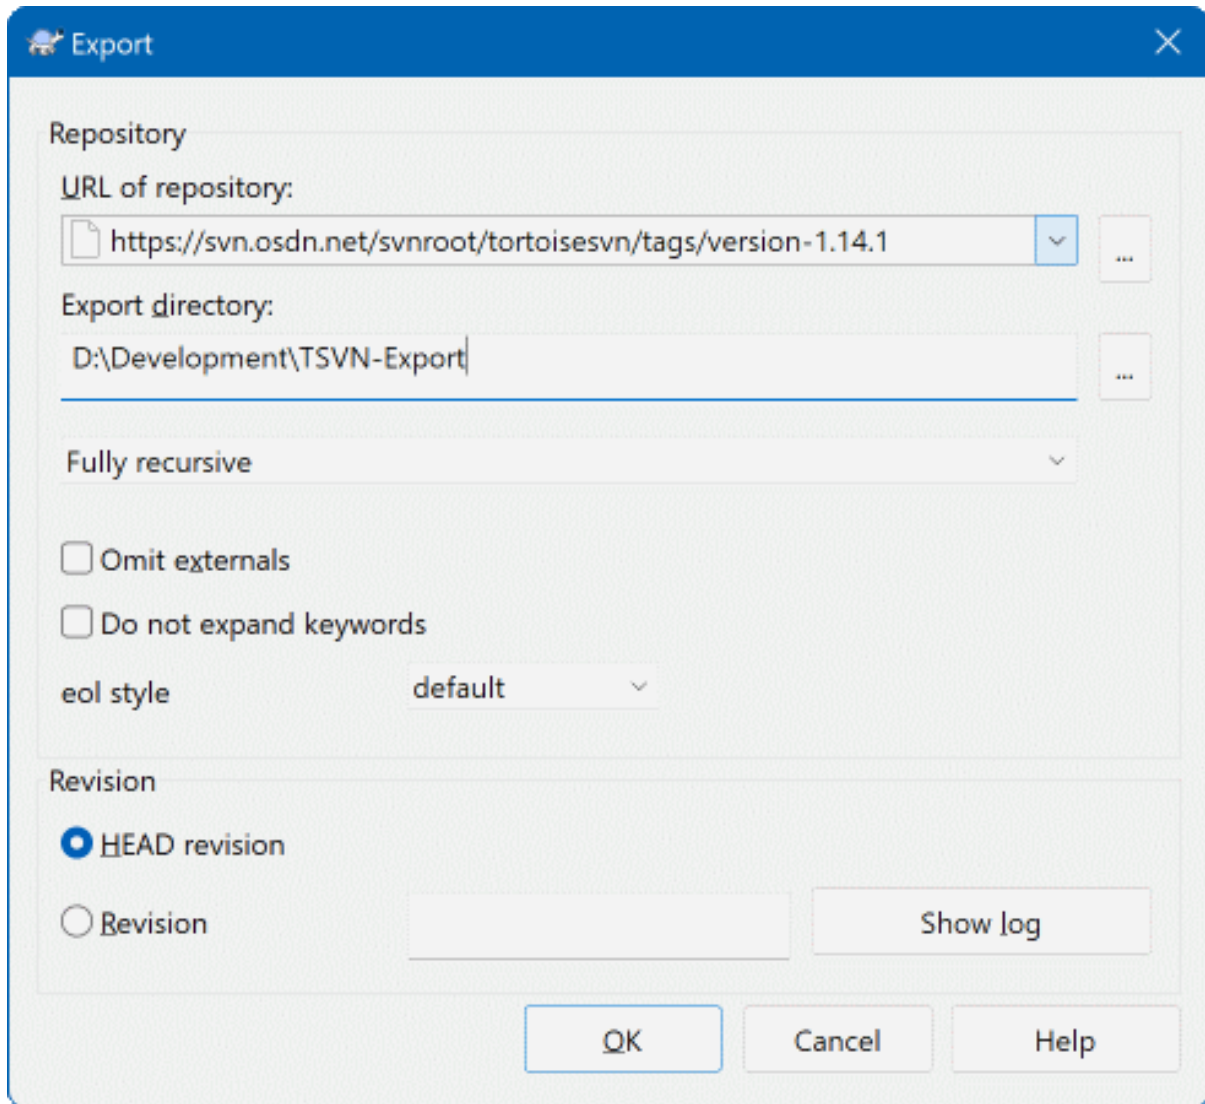 Export
Repository
URL of repository:
https://svn.osdn.net/svnroot/tortoisesvn/tags/version-1.14.1
...
Export directory:
D:\Development\TSVN-Export
...
Fully recursive
Omit externals
Do not expand keywords
eol style default
Revision
HEAD revision
Revision Show log
OK Cancel Help